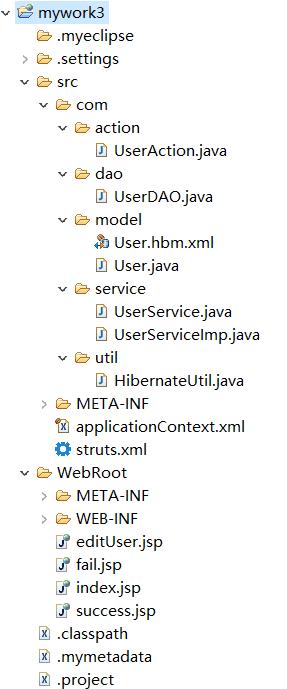 mywork3
.myeclipse
.settings
src
com
action
UserAction.java
dao
UserDAO.java
model
User.hbm.xml
User.java
service
UserService.java
UserServiceImp.java
util
HibernateUtil.java
META-INF
applicationContext.xml
struts.xml
WebRoot
META-INF
WEB-INF
editUser.jsp
fail.jsp
index.jsp
success.jsp
.classpath
.mymetadata
.project